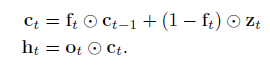 c_t = f_t ⊙ c_{t−1} + (1 − f_t) ⊙ z_t
h_t = o_t ⊙ c_t.